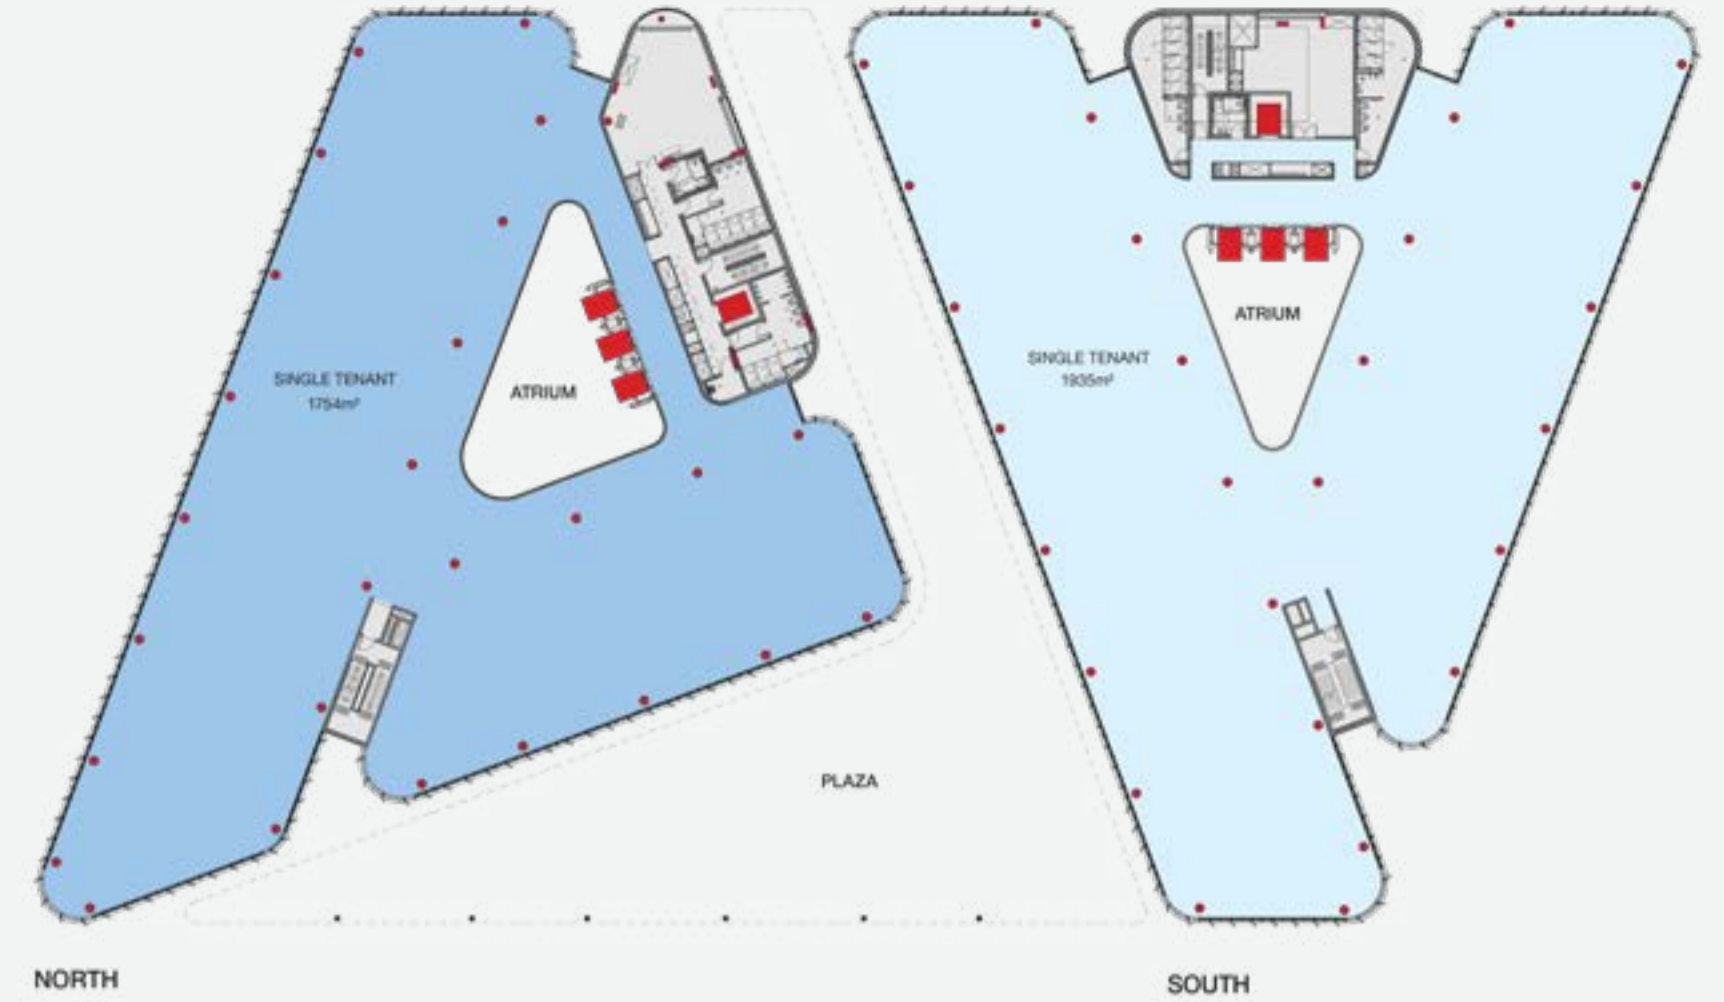 SINGLE TENANT
1754m²
ATRIUM
SINGLE TENANT
1935m²
ATRIUM
PLAZA
NORTH
SOUTH